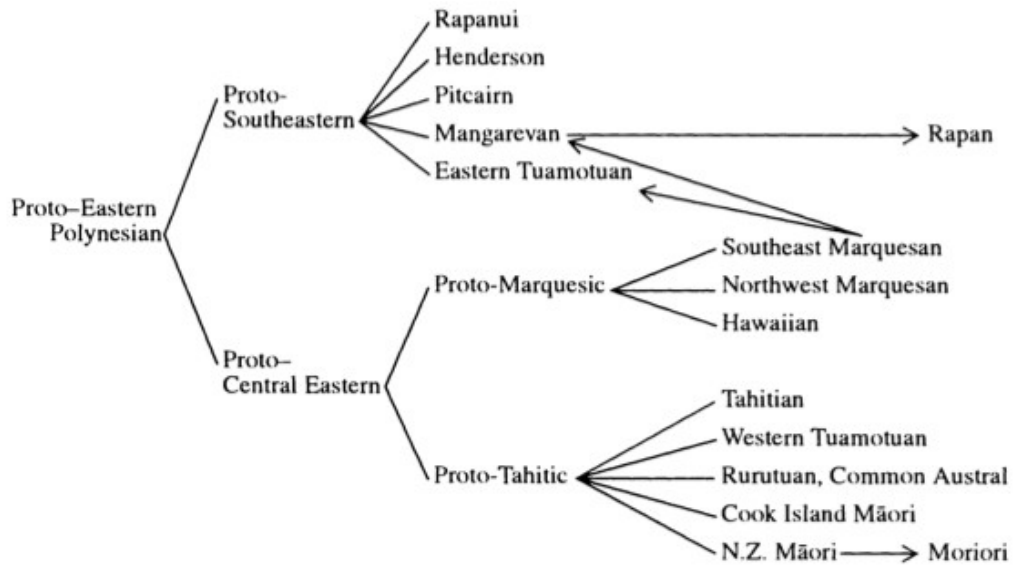 Rapanui
Henderson
Proto-
Southeastern
Pitcairn
Mangarevan
Rapan
Eastern Tuamotuan
Proto–Eastern
Polynesian
Southeast Marquesan
Proto-Marquesic
Northwest Marquesan
Hawaiian
Proto–
Central Eastern
Tahitian
Western Tuamotuan
Proto-Tahitic
Rurutuan, Common Austral
Cook Island Māori
N.Z. Māori
Moriori